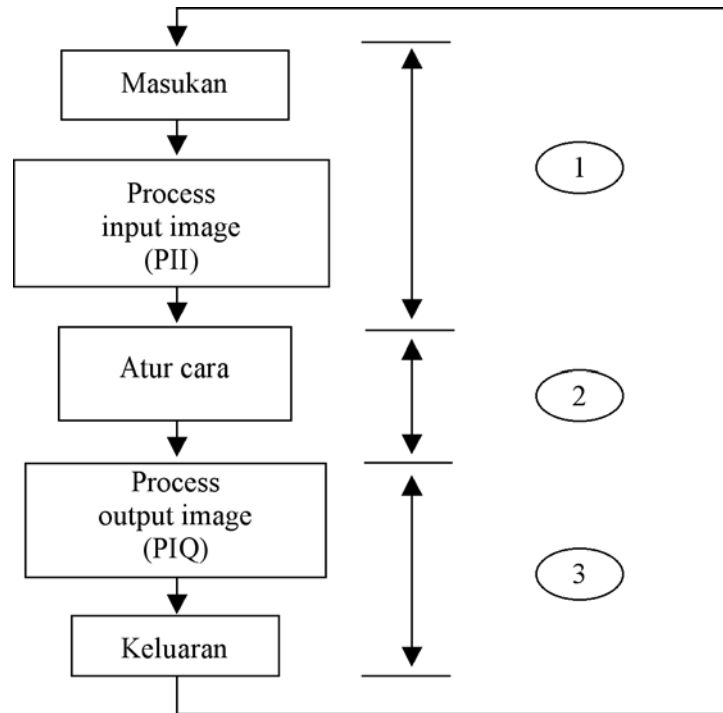 Masukan
Process
input image
(PII)
1
Atur cara
2
Process
output image
(PIQ)
3
Keluaran